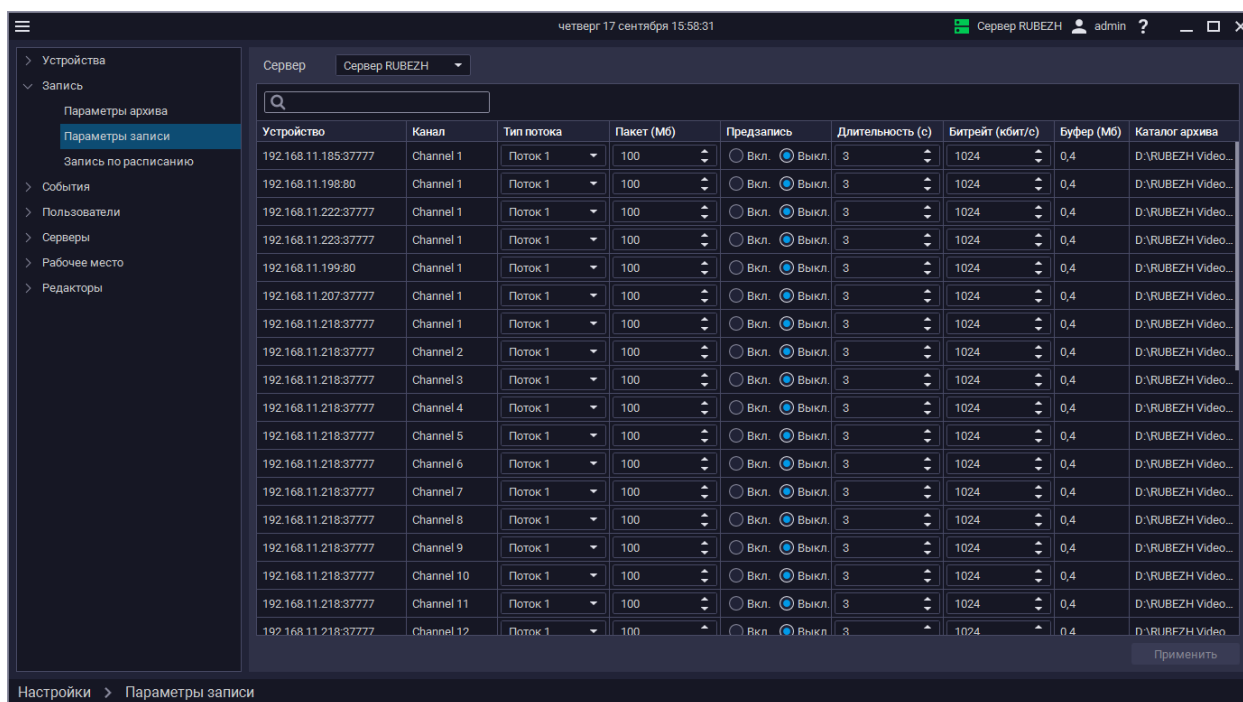 четверг 17 сентября 15:58:31 Сервер RUBEZH admin ?
Устройства
Запись
Параметры архива
Параметры записи
Запись по расписанию
События
Пользователи
Серверы
Рабочее место
Редакторы
Сервер Сервер RUBEZH
Устройство Канал Тип потока Пакет (Мб) Предзапись Длительность (с) Битрейт (кбит/с) Буфер (Мб) Каталог архива
192.168.11.185:37777 Channel 1 Поток 1 100 Вкл. Выкл. 3 1024 0,4 D:\RUBEZH Video...
192.168.11.198:80 Channel 1 Поток 1 100 Вкл. Выкл. 3 1024 0,4 D:\RUBEZH Video...
192.168.11.222:37777 Channel 1 Поток 1 100 Вкл. Выкл. 3 1024 0,4 D:\RUBEZH Video...
192.168.11.223:37777 Channel 1 Поток 1 100 Вкл. Выкл. 3 1024 0,4 D:\RUBEZH Video...
192.168.11.199:80 Channel 1 Поток 1 100 Вкл. Выкл. 3 1024 0,4 D:\RUBEZH Video...
192.168.11.207:37777 Channel 1 Поток 1 100 Вкл. Выкл. 3 1024 0,4 D:\RUBEZH Video...
192.168.11.218:37777 Channel 1 Поток 1 100 Вкл. Выкл. 3 1024 0,4 D:\RUBEZH Video...
192.168.11.218:37777 Channel 2 Поток 1 100 Вкл. Выкл. 3 1024 0,4 D:\RUBEZH Video...
192.168.11.218:37777 Channel 3 Поток 1 100 Вкл. Выкл. 3 1024 0,4 D:\RUBEZH Video...
192.168.11.218:37777 Channel 4 Поток 1 100 Вкл. Выкл. 3 1024 0,4 D:\RUBEZH Video...
192.168.11.218:37777 Channel 5 Поток 1 100 Вкл. Выкл. 3 1024 0,4 D:\RUBEZH Video...
192.168.11.218:37777 Channel 6 Поток 1 100 Вкл. Выкл. 3 1024 0,4 D:\RUBEZH Video...
192.168.11.218:37777 Channel 7 Поток 1 100 Вкл. Выкл. 3 1024 0,4 D:\RUBEZH Video...
192.168.11.218:37777 Channel 8 Поток 1 100 Вкл. Выкл. 3 1024 0,4 D:\RUBEZH Video...
192.168.11.218:37777 Channel 9 Поток 1 100 Вкл. Выкл. 3 1024 0,4 D:\RUBEZH Video...
192.168.11.218:37777 Channel 10 Поток 1 100 Вкл. Выкл. 3 1024 0,4 D:\RUBEZH Video...
192.168.11.218:37777 Channel 11 Поток 1 100 Вкл. Выкл. 3 1024 0,4 D:\RUBEZH Video...
192.168.11.218:37777 Channel 12 Поток 1 100 Вкл. Выкл. 3 1024 0,4 D:\RUBEZH Video...
Применить
Настройки > Параметры записи